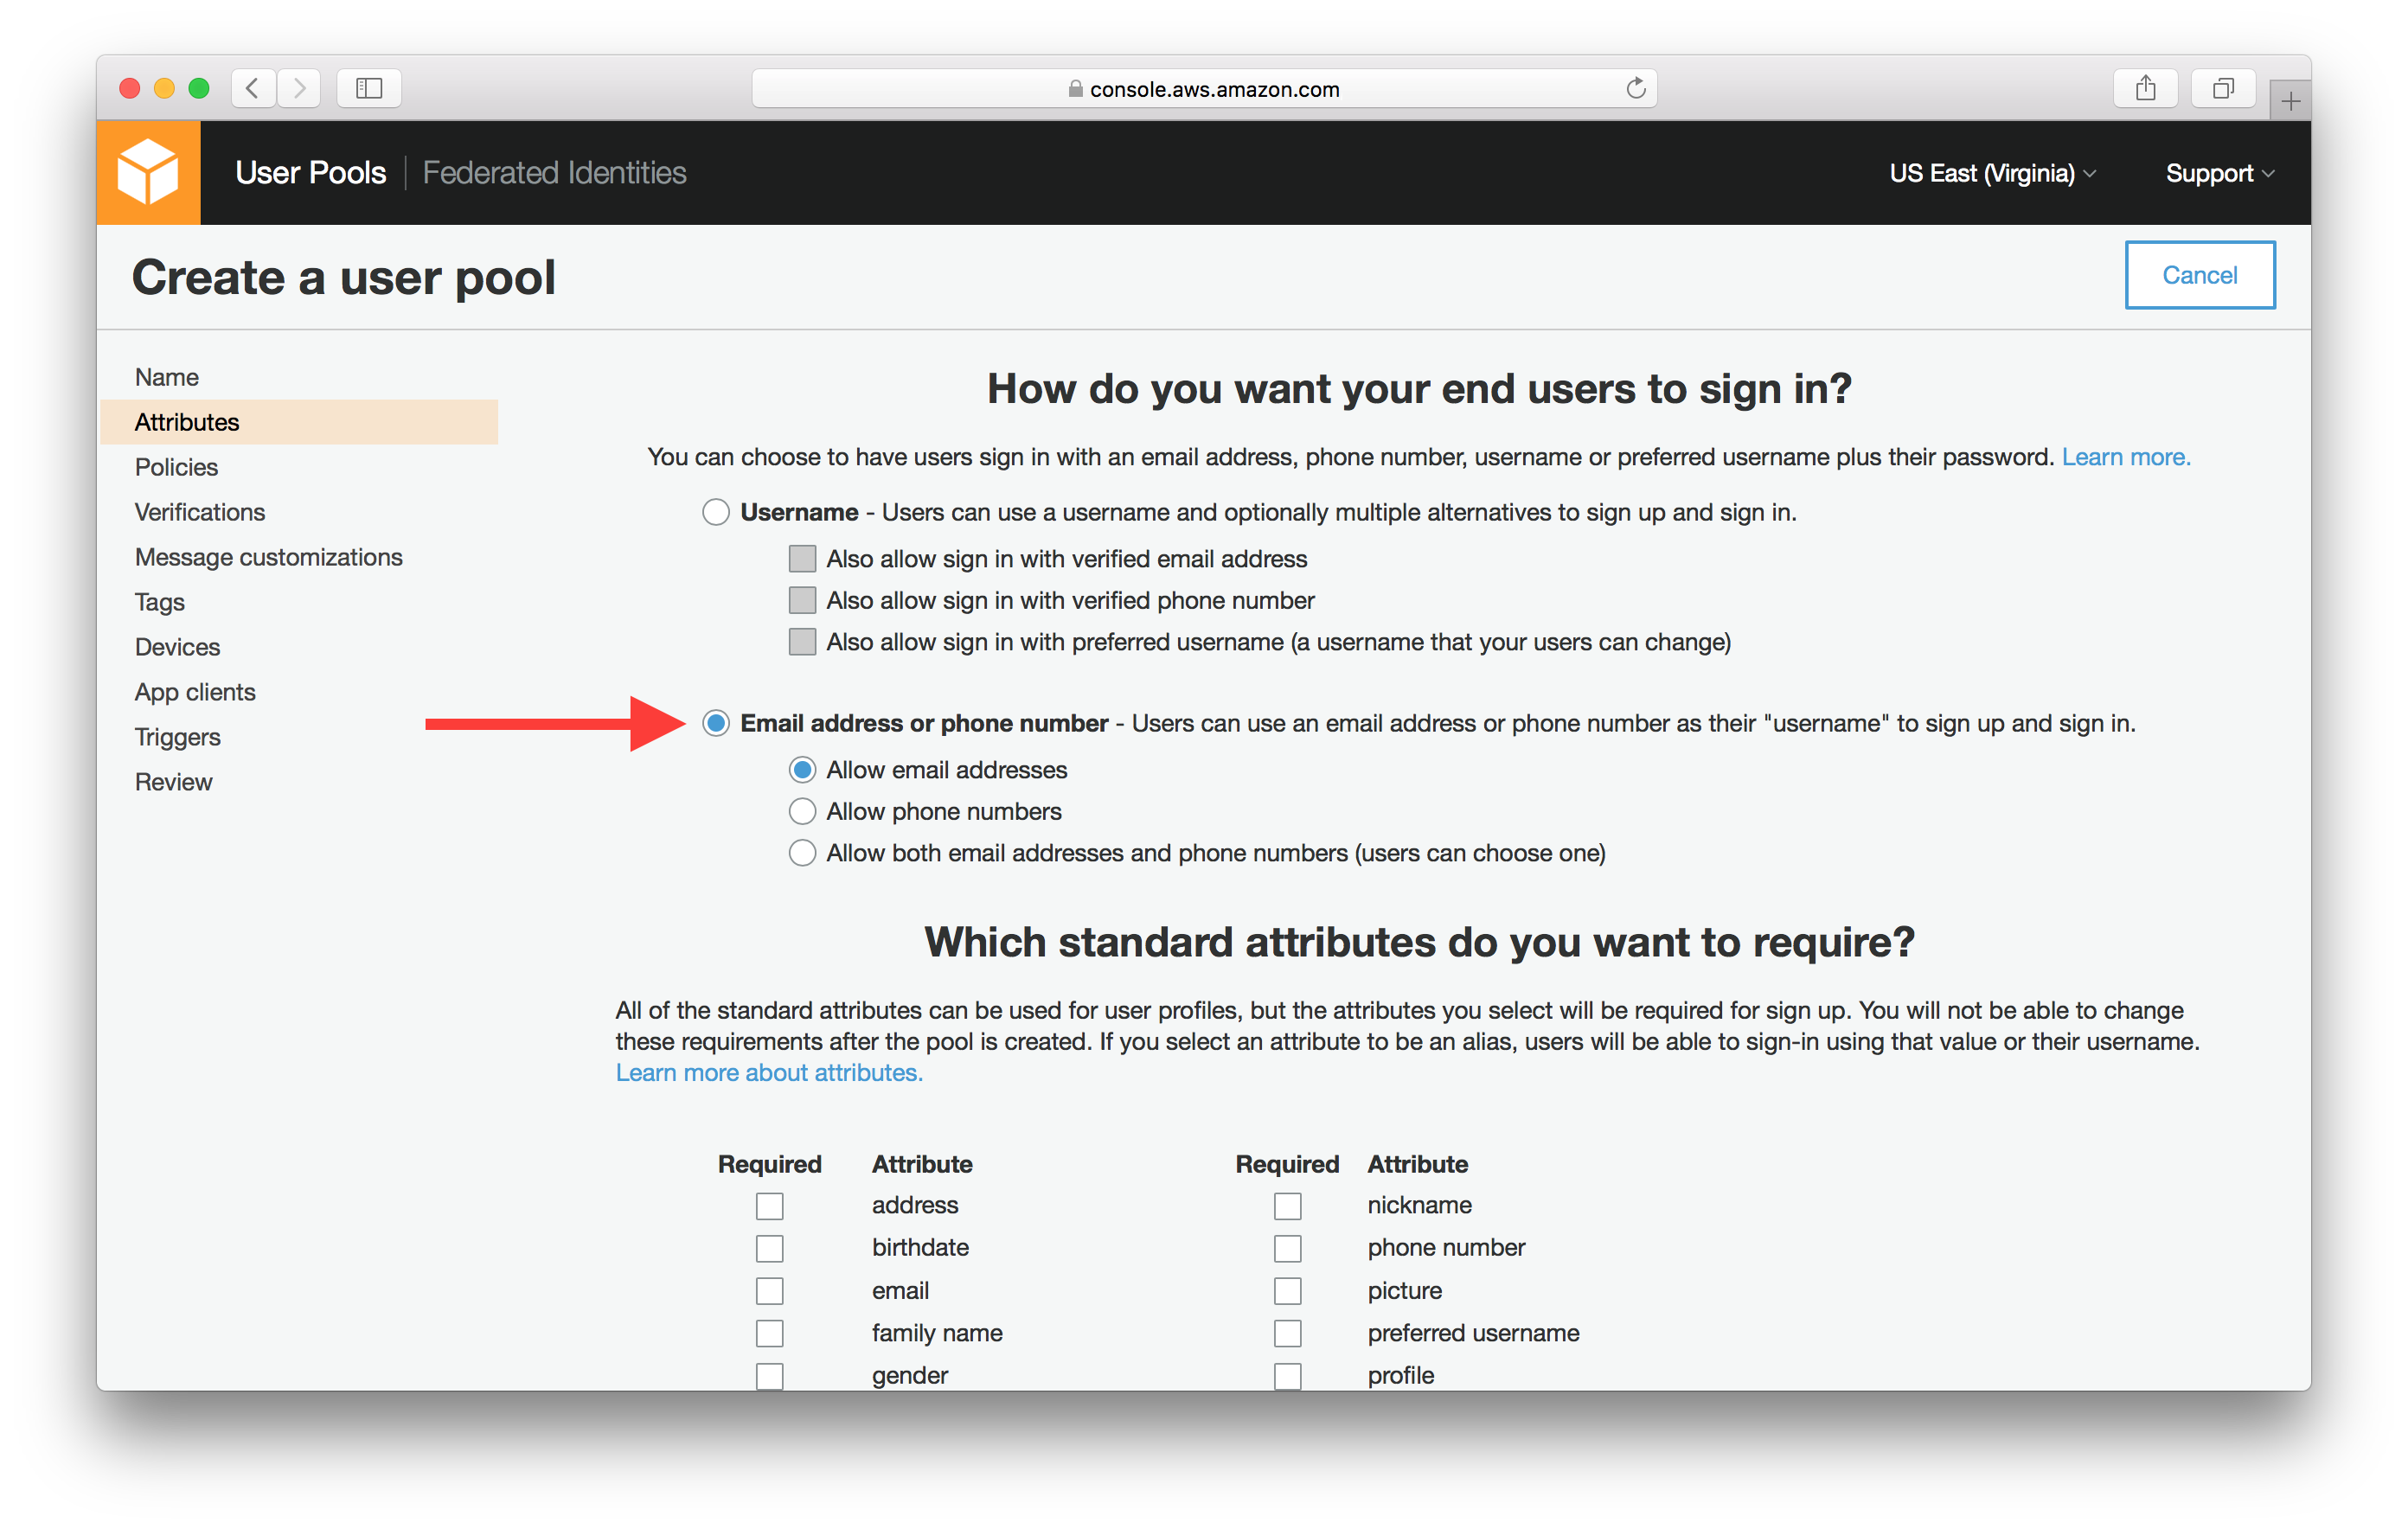 console.aws.amazon.com
User Pools
Federated Identities
US East (Virginia)
Support
Create a user pool
Cancel
Name
Attributes
Policies
Verifications
Message customizations
Tags
Devices
App clients
Triggers
Review
How do you want your end users to sign in?
You can choose to have users sign in with an email address, phone number, username or preferred username plus their password. Learn more.
Username - Users can use a username and optionally multiple alternatives to sign up and sign in.
Also allow sign in with verified email address
Also allow sign in with verified phone number
Also allow sign in with preferred username (a username that your users can change)
Email address or phone number - Users can use an email address or phone number as their "username" to sign up and sign in.
Allow email addresses
Allow phone numbers
Allow both email addresses and phone numbers (users can choose one)
Which standard attributes do you want to require?
All of the standard attributes can be used for user profiles, but the attributes you select will be required for sign up. You will not be able to change
these requirements after the pool is created. If you select an attribute to be an alias, users will be able to sign-in using that value or their username.
Learn more about attributes.
Required Attribute Required Attribute
address nickname
birthdate phone number
email picture
family name preferred username
gender profile